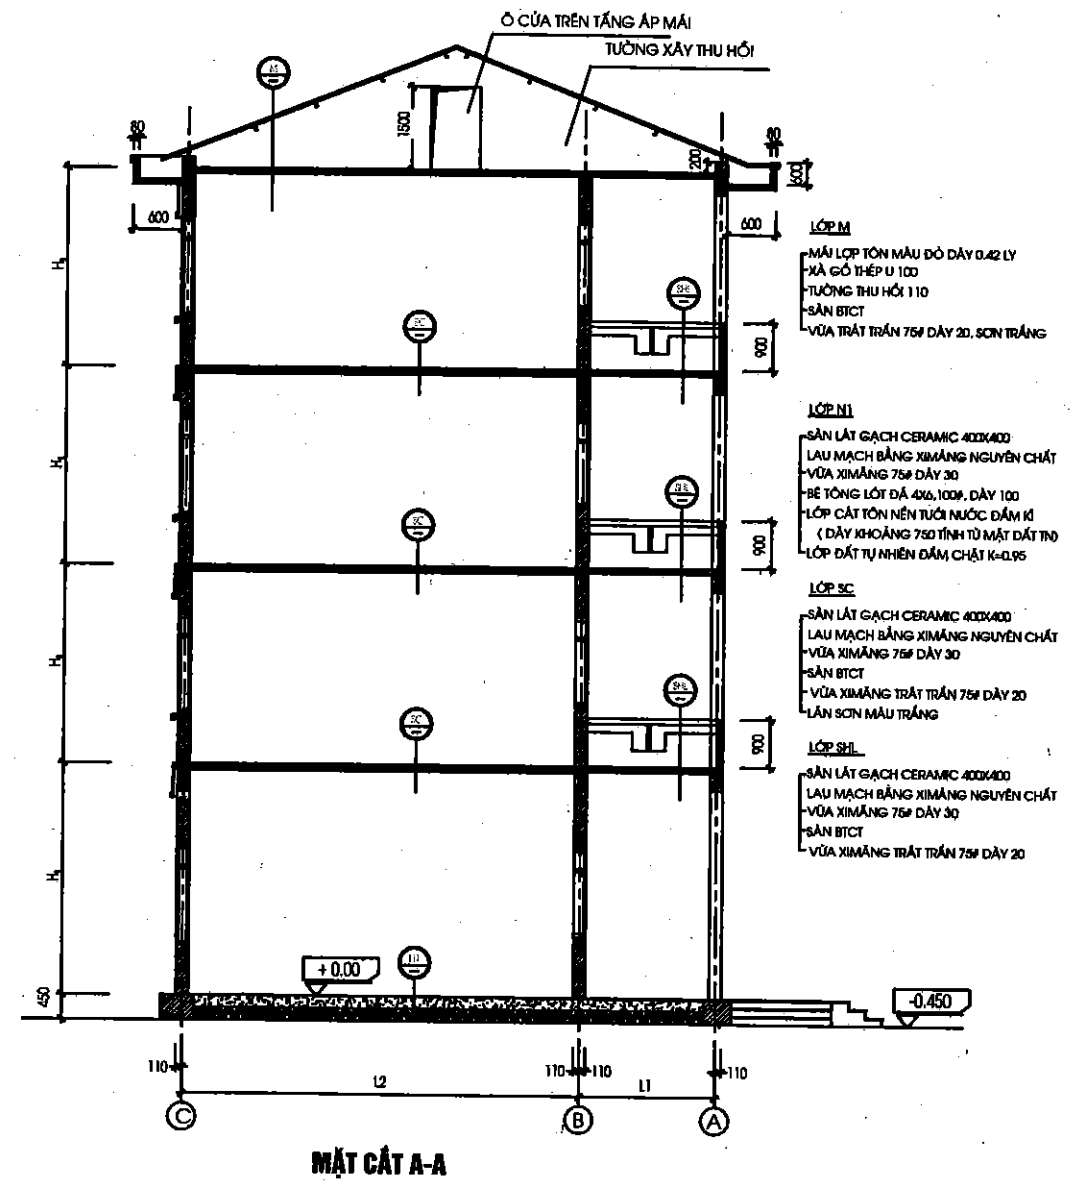 Ô CỬA TRÊN TẤNG ÁP MÁI
TƯỜNG XÂY THU HỒI
1500
80
80
200
600
600
600
LỚP M
MÁI LỢP TÔN MÀU ĐỎ DÀY 0.42 LY
XÀ GỒ THÉP U 100
TƯỜNG THU HỒI 110
SÀN BTCT
VỮA TRÁT TRẦN 75# DÀY 20, SƠN TRẮNG
SHL
SC
900
LỚP N1
SÀN LÁT GẠCH CERAMIC 400X400
LAU MẠCH BẰNG XIMĂNG NGUYÊN CHẤT
VỮA XIMĂNG 75# DÀY 30
BÊ TÔNG LÓT ĐÁ 4X6,100#, DÀY 100
LỚP CÁT TÔN NỀN TƯỚI NƯỚC ĐẦM KĨ
( DÀY KHOẢNG 750 TÍNH TỪ MẶT ĐẤT TN)
LỚP ĐẤT TỰ NHIÊN ĐẦM CHẶT K=0.95
SHL
SC
900
LỚP SC
SÀN LÁT GẠCH CERAMIC 400X400
LAU MẠCH BẰNG XIMĂNG NGUYÊN CHẤT
VỮA XIMĂNG 75# DÀY 30
SÀN BTCT
VỮA XIMĂNG TRÁT TRẦN 75# DÀY 20
LĂN SƠN MÀU TRẮNG
SHL
SC
900
LỚP SHL
SÀN LÁT GẠCH CERAMIC 400X400
LAU MẠCH BẰNG XIMĂNG NGUYÊN CHẤT
VỮA XIMĂNG 75# DÀY 30
SÀN BTCT
VỮA XIMĂNG TRÁT TRẦN 75# DÀY 20
+ 0.00
450
-0.450
110
110
110
110
L2
L1
C
B
A
MẶT CẮT A-A